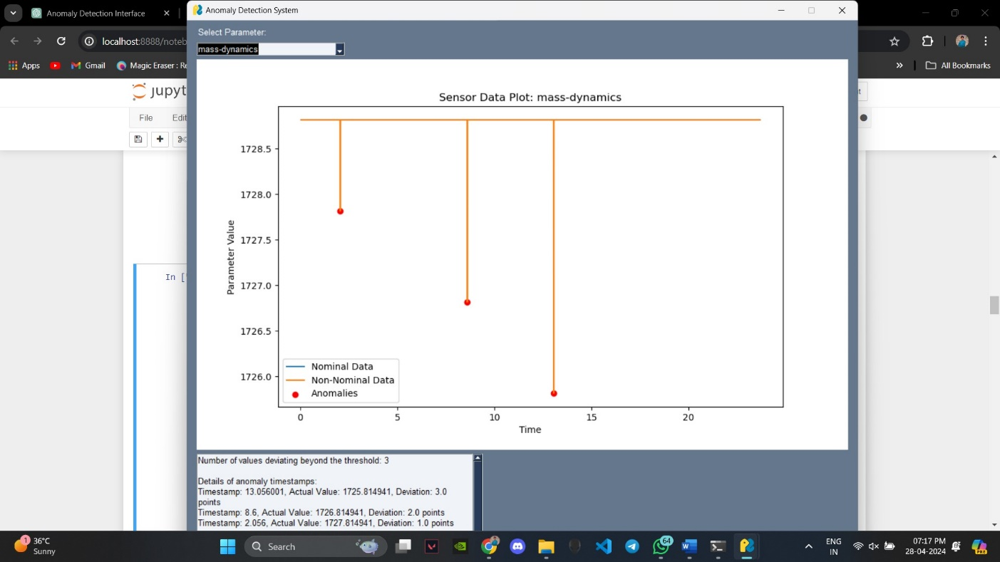 Anomaly Detection Interface
Anomaly Detection System
localhost:8888/noteb
Apps
Gmail
Magic Eraser : Re
All Bookmarks
Select Parameter:
mass-dynamics
jupyt
File
Edit
In [
Sensor Data Plot: mass-dynamics
Parameter Value
1728.5
1728.0
1727.5
1727.0
1726.5
1726.0
Nominal Data
Non-Nominal Data
Anomalies
0 5 10 15 20
Time
Number of values deviating beyond the threshold: 3
Details of anomaly timestamps:
Timestamp: 13.056001, Actual Value: 1725.814941, Deviation: 3.0
points
Timestamp: 8.6, Actual Value: 1726.814941, Deviation: 2.0 points
Timestamp: 2.056, Actual Value: 1727.814941, Deviation: 1.0 points
1
36°C
Sunny
Search
64
PRE
ENG
IN
07:17 PM
28-04-2024